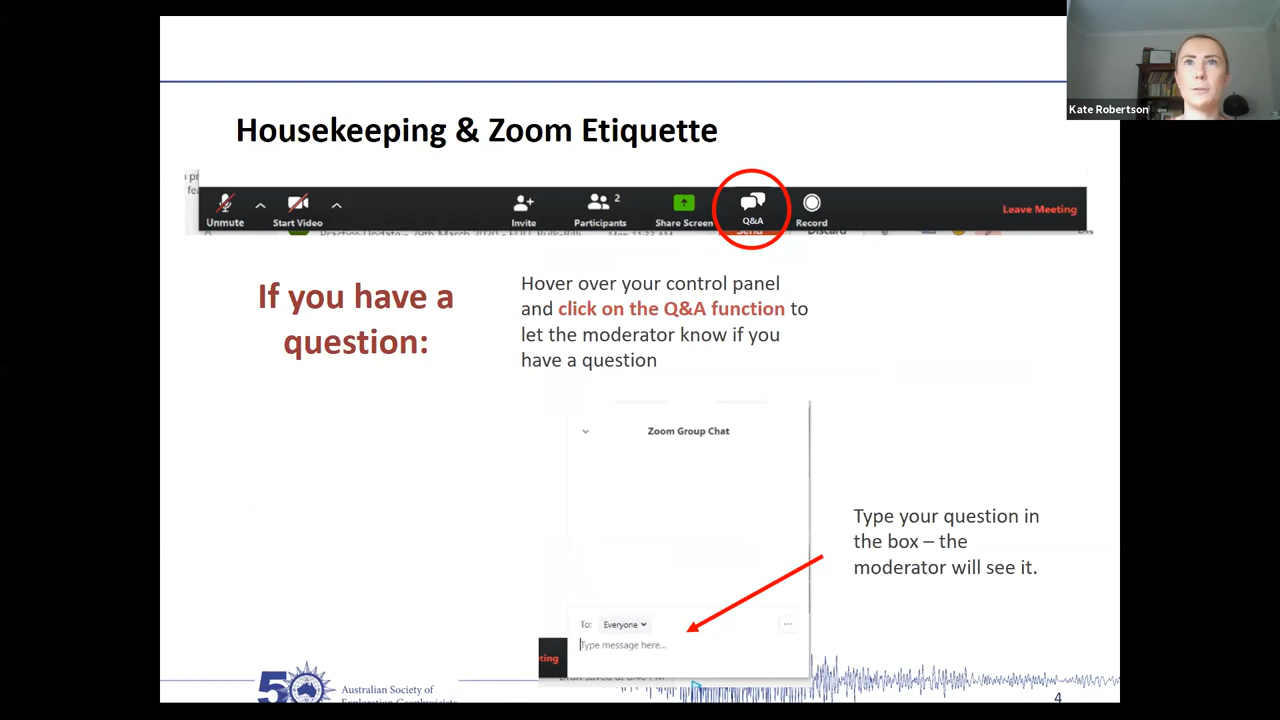 Kate Robertson
Housekeeping & Zoom Etiquette
Unmute
Start Video
Invite
2
Participants
Share Screen
Q&A
Record
Leave Meeting
If you have a
question:
Hover over your control panel
and click on the Q&A function to
let the moderator know if you
have a question
Zoom Group Chat
Type your question in
the box – the
moderator will see it.
To: Everyone
Type message here...
50
Australian Society of
Exploration Geophysicists
4